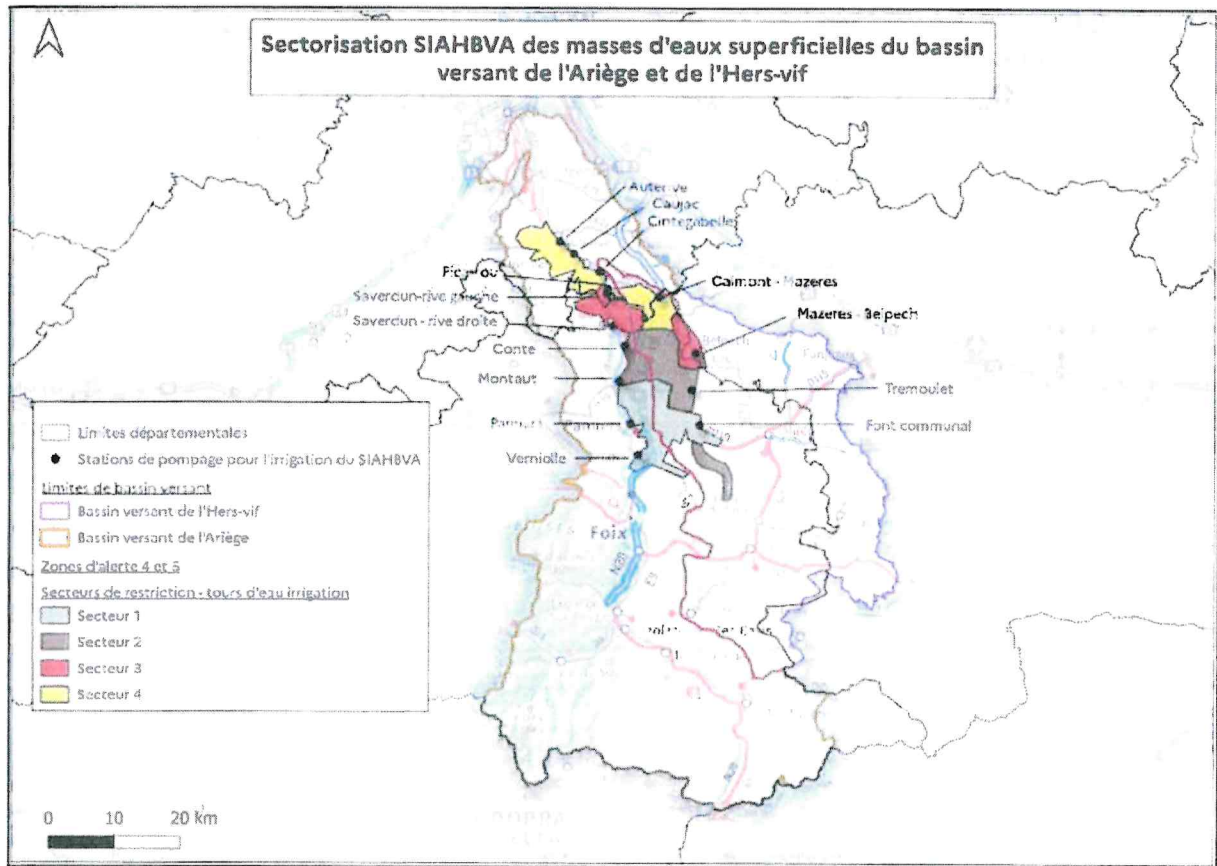 Sectorisation SIAHBVA des masses d'eaux superficielles du bassin
versant de l'Ariège et de l'Hers-vif
Auterive
Caujac
Cintegabelle
Saverdun-rive gauche
Saverdun - rive droite
Conte
Montaut
Verniolle
Calmont - Mazeres
Mazeres - Belpech
Tremoulet
Font communal
Foix
N20
N20
Limites départementales
Stations de pompage pour l'irrigation du SIAHBVA
Limites de bassin versant
Bassin versant de l'Hers-vif
Bassin versant de l'Ariège
Zones d'alerte 4 et 5
Secteurs de restriction - tours d'eau irrigation
Secteur 1
Secteur 2
Secteur 3
Secteur 4
0 10 20 km